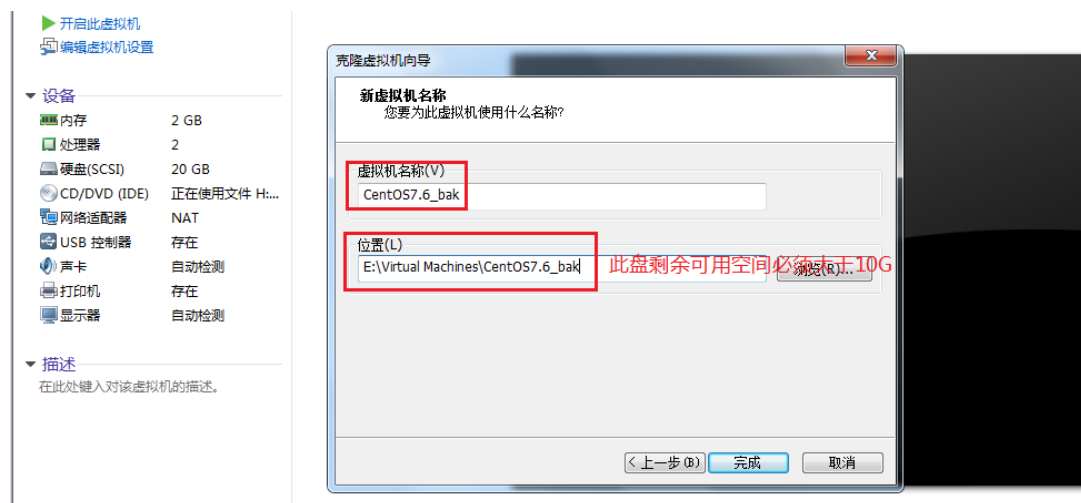 开启此虚拟机
编辑虚拟机设置
设备
内存 2 GB
处理器 2
硬盘(SCSI) 20 GB
CD/DVD (IDE) 正在使用文件 H:...
网络适配器 NAT
USB 控制器 存在
声卡 自动检测
打印机 存在
显示器 自动检测
描述
在此处键入对该虚拟机的描述。
克隆虚拟机向导
新虚拟机名称
您要为此虚拟机使用什么名称?
虚拟机名称(V)
CentOS7.6_bak
位置(L)
E:\Virtual Machines\CentOS7.6_bak
此盘剩余可用空间必须大于10G
浏览(R)...
< 上一步(B) 完成 取消